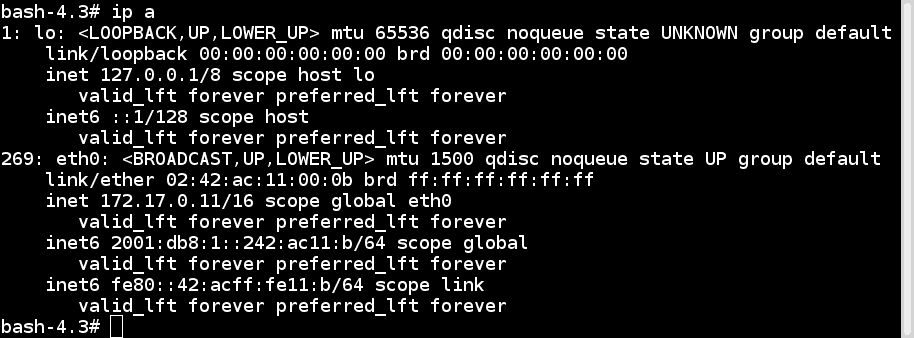 bash-4.3# ip a
1: lo: <LOOPBACK,UP,LOWER_UP> mtu 65536 qdisc noqueue state UNKNOWN group default
    link/loopback 00:00:00:00:00:00 brd 00:00:00:00:00:00
    inet 127.0.0.1/8 scope host lo
       valid_lft forever preferred_lft forever
    inet6 ::1/128 scope host
       valid_lft forever preferred_lft forever
269: eth0: <BROADCAST,UP,LOWER_UP> mtu 1500 qdisc noqueue state UP group default
    link/ether 02:42:ac:11:00:0b brd ff:ff:ff:ff:ff:ff
    inet 172.17.0.11/16 scope global eth0
       valid_lft forever preferred_lft forever
    inet6 2001:db8:1::242:ac11:b/64 scope global
       valid_lft forever preferred_lft forever
    inet6 fe80::42:acff:fe11:b/64 scope link
       valid_lft forever preferred_lft forever
bash-4.3#